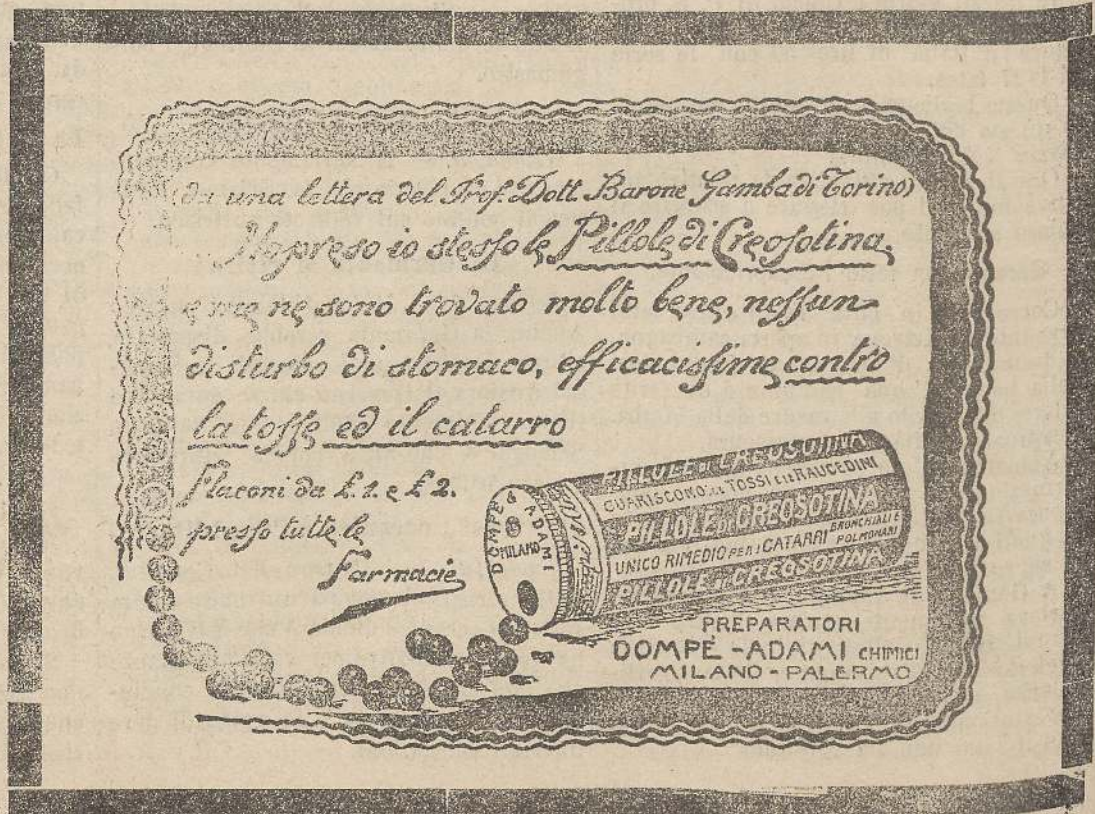 (da una lettera del Prof. Dott. Barone Gamba di Torino)
Ho preso io stesso le Pillole di Creosotina,
e me ne sono trovato molto bene, nessun
disturbo di stomaco, efficacissime contro
la tosse ed il catarro
Flaconi da £. 1. e £ 2.
presso tutte le
Farmacie
DOMPÉ & ADAMI
MILANO
PILLOLE di CREOSOTINA
GUARISCONO LE TOSSI E LE RAUCEDINI
PILLOLE di CREOSOTINA
UNICO RIMEDIO PER I CATARRI BRONCHIALI E POLMONARI
PILLOLE di CREOSOTINA
PREPARATORI
DOMPÉ - ADAMI CHIMICI
MILANO - PALERMO